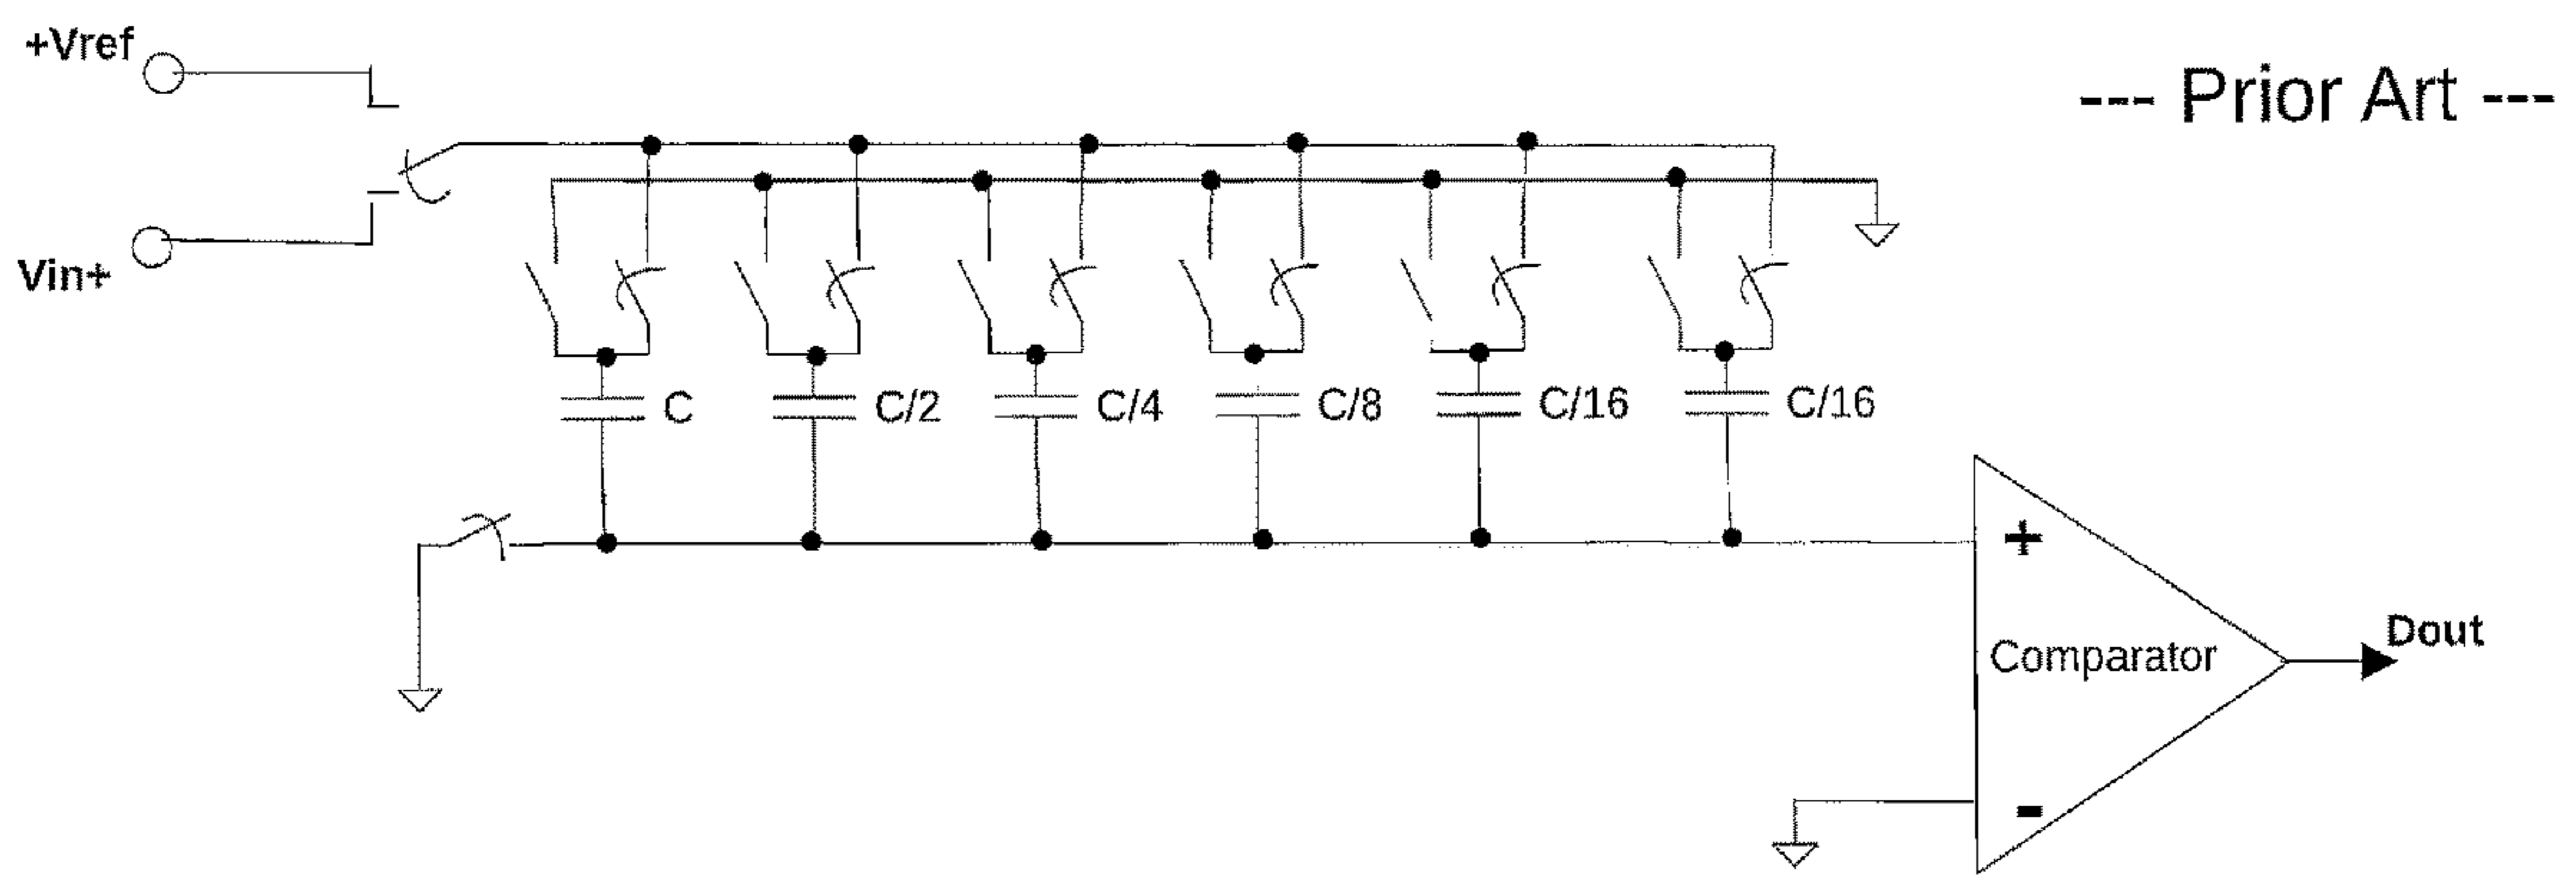 +Vref
--- Prior Art ---
Vin+
C
C/2
C/4
C/8
C/16
C/16
+
Comparator
Dout
-